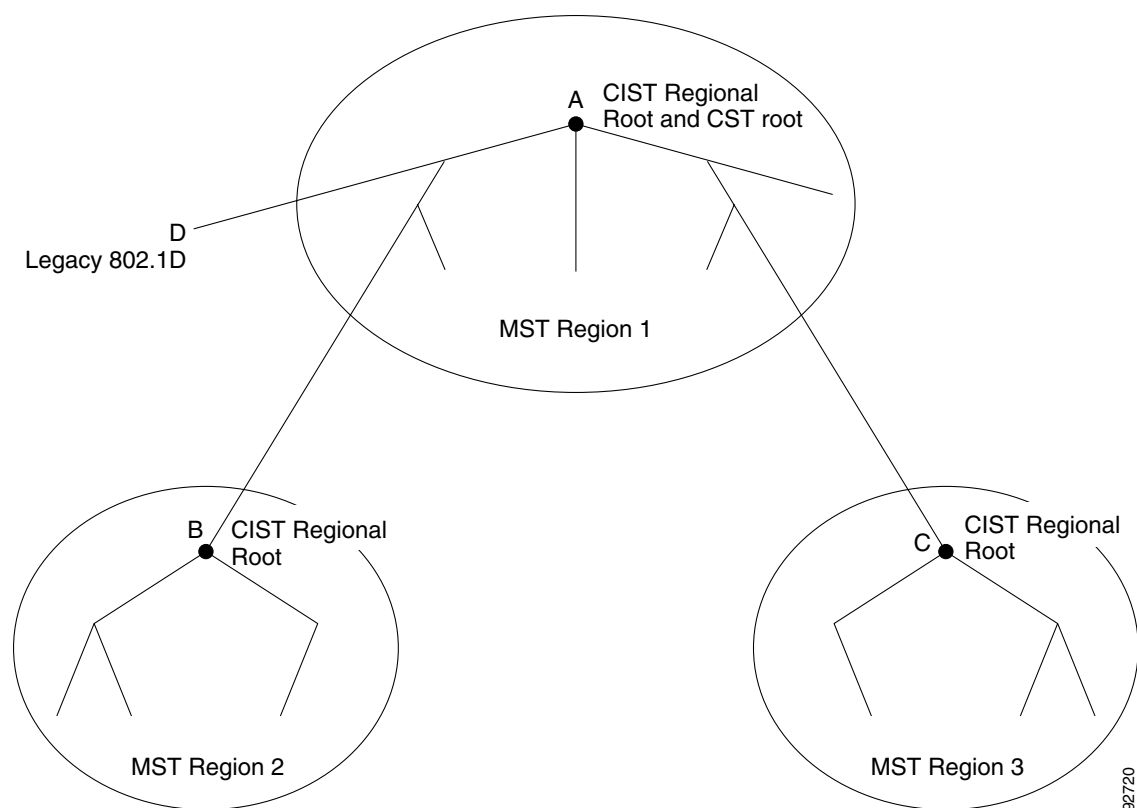 A
CIST Regional
Root and CST root
D
Legacy 802.1D
MST Region 1
B
CIST Regional
Root
C
CIST Regional
Root
MST Region 2
MST Region 3
92720